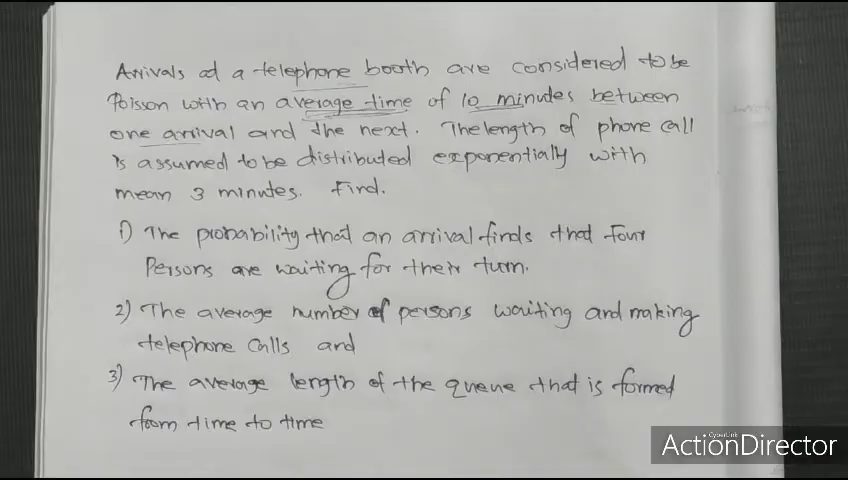 Arrivals at a telephone booth are considered to be
Poisson with an average time of 10 minutes between
one arrival and the next. The length of phone call
is assumed to be distributed exponentially with
mean 3 minutes. Find.
1) The probability that an arrival finds that four
Persons are waiting for their turn.
2) The average number of persons waiting and making
telephone calls and
3) The average length of the queue that is formed
from time to time
CyberLink
ActionDirector